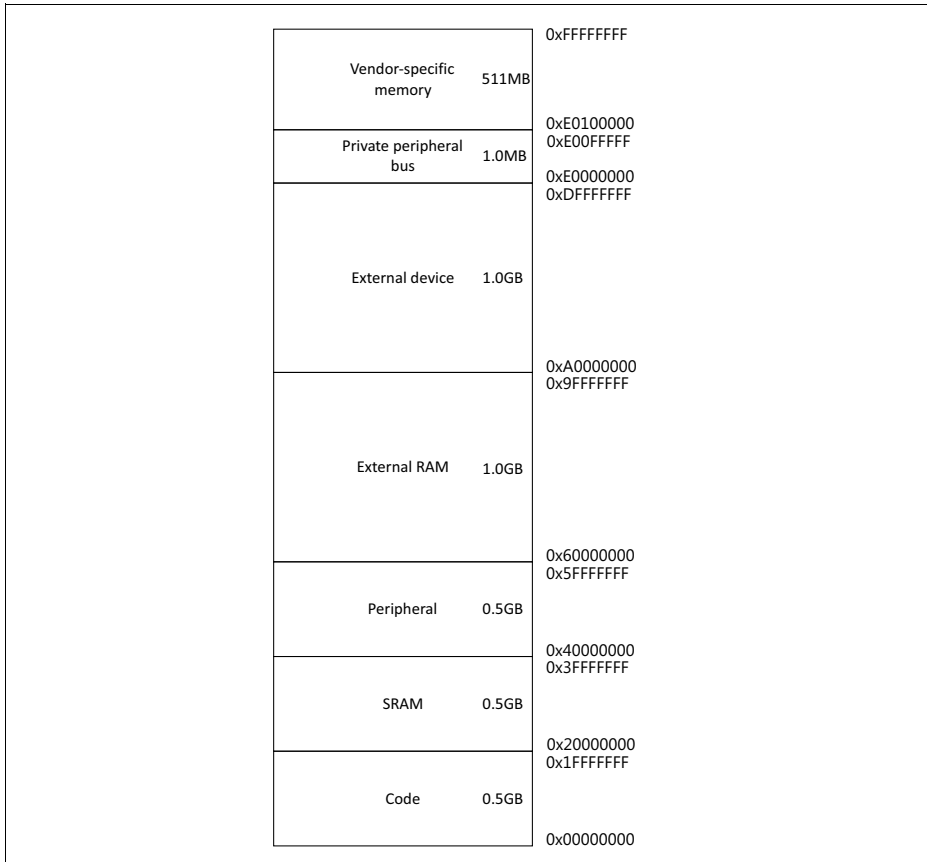 0xFFFFFFFF
Vendor-specific
memory
511MB
0xE0100000
0xE00FFFFF
Private peripheral
bus
1.0MB
0xE0000000
0xDFFFFFFF
External device 1.0GB
0xA0000000
0x9FFFFFFF
External RAM 1.0GB
0x60000000
0x5FFFFFFF
Peripheral 0.5GB
0x40000000
0x3FFFFFFF
SRAM 0.5GB
0x20000000
0x1FFFFFFF
Code 0.5GB
0x00000000